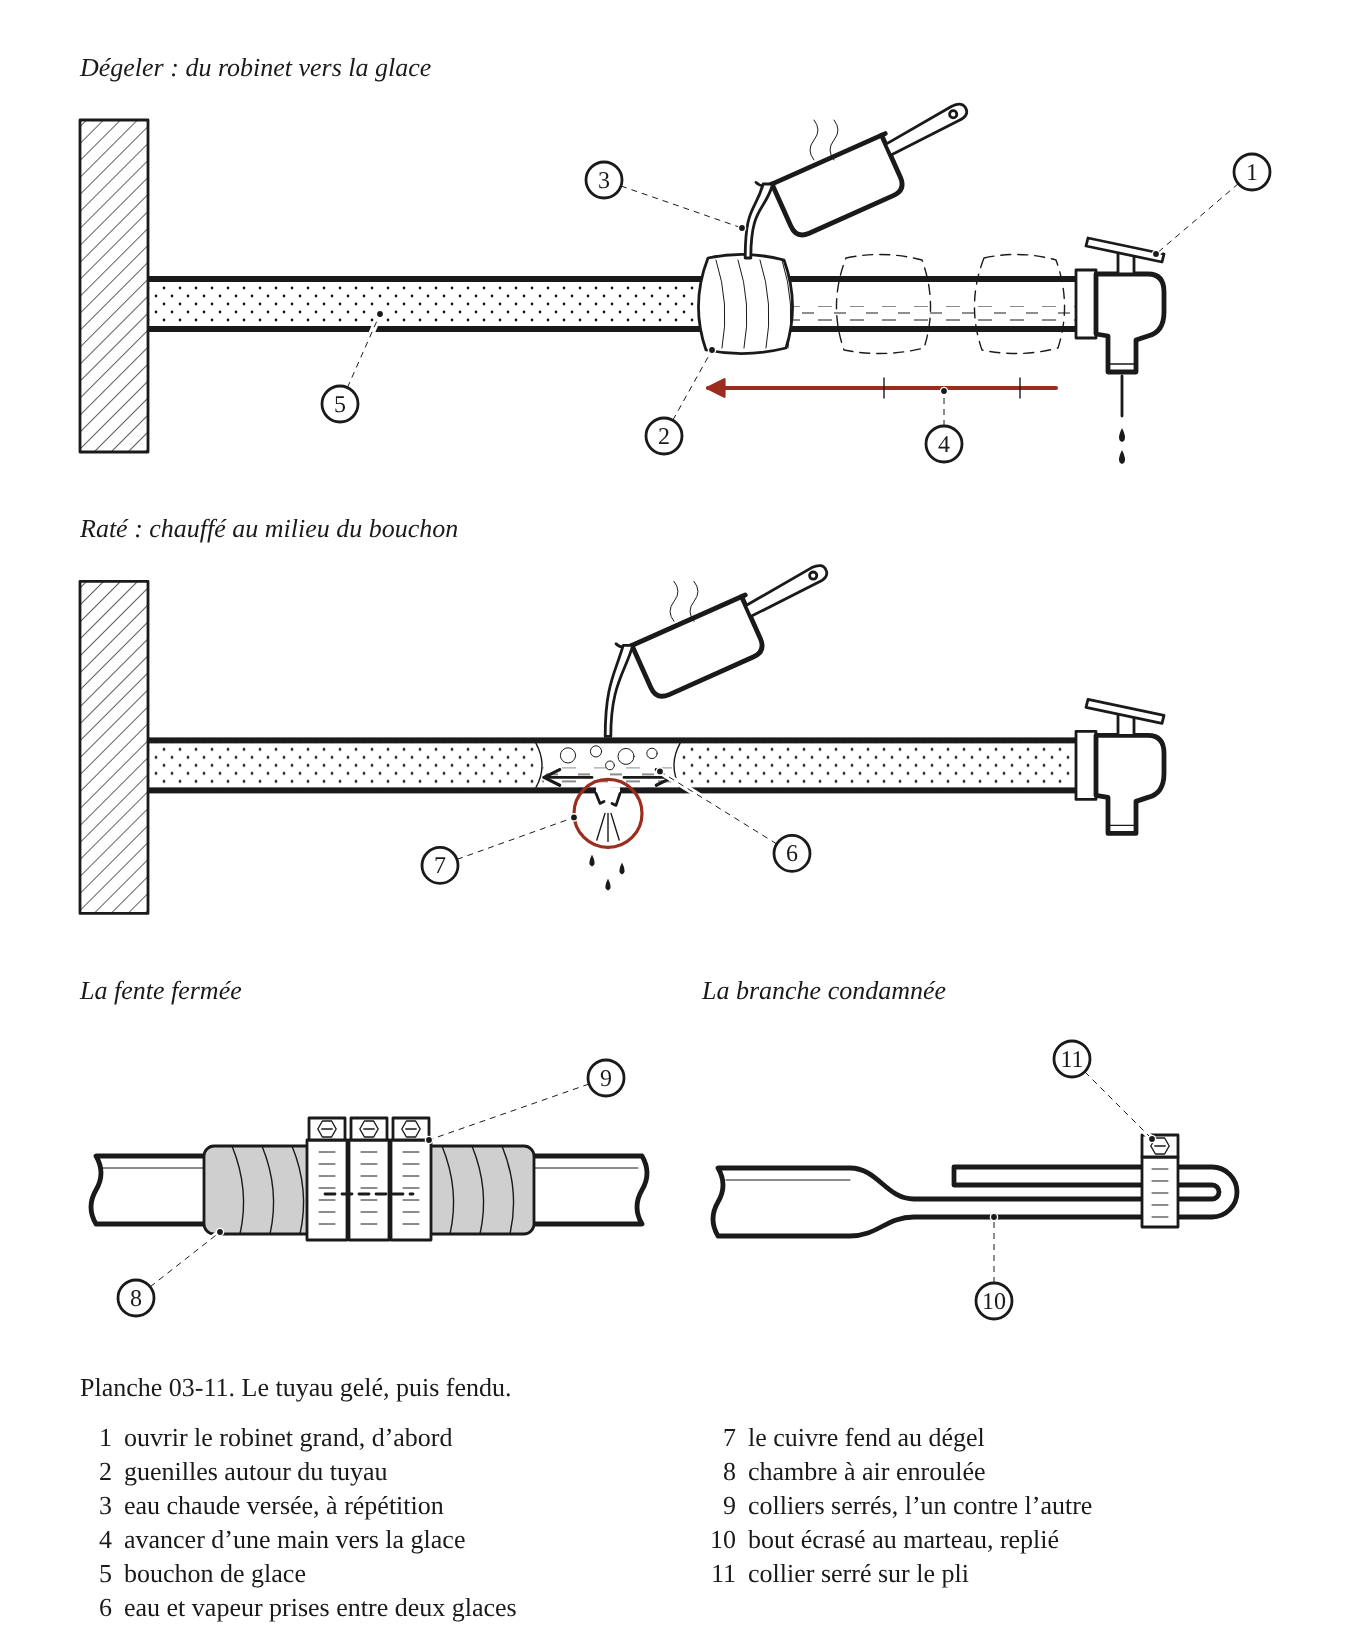 Dégeler : du robinet vers la glace
3
1
5
2
4
Raté : chauffé au milieu du bouchon
7
6
La fente fermée
La branche condamnée
9
11
8
10
Planche 03-11. Le tuyau gelé, puis fendu.
1 ouvrir le robinet grand, d’abord
2 guenilles autour du tuyau
3 eau chaude versée, à répétition
4 avancer d’une main vers la glace
5 bouchon de glace
6 eau et vapeur prises entre deux glaces
7 le cuivre fend au dégel
8 chambre à air enroulée
9 colliers serrés, l’un contre l’autre
10 bout écrasé au marteau, replié
11 collier serré sur le pli